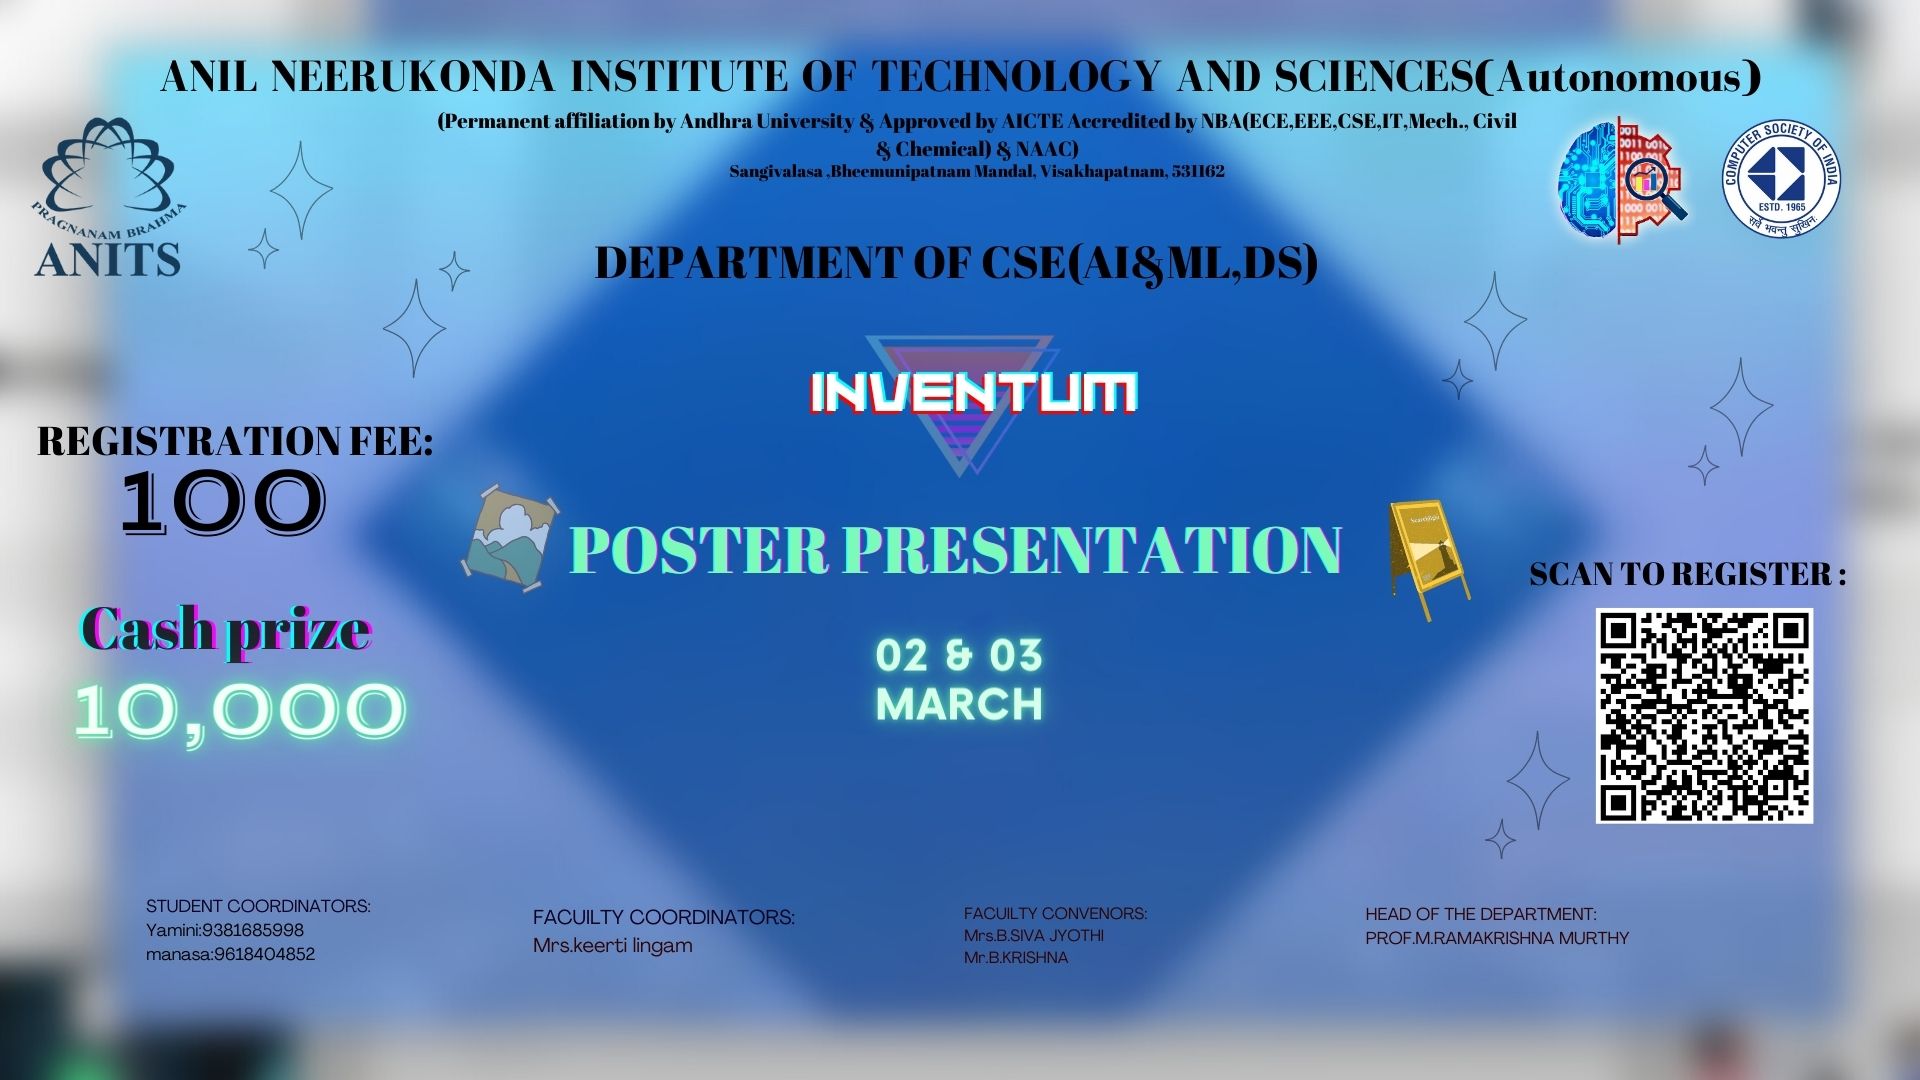 ANIL NEERUKONDA INSTITUTE OF TECHNOLOGY AND SCIENCES(Autonomous)
(Permanent affiliation by Andhra University & Approved by AICTE Accredited by NBA(ECE,EEE,CSE,IT,Mech., Civil
& Chemical) & NAAC)
Sangivalasa ,Bheemunipatnam Mandal, Visakhapatnam, 531162
PRAGNANAM BRAHMA
ANITS
COMPUTER SOCIETY OF INDIA
ESTD. 1965
सर्वे भवन्तु सुखिनः
DEPARTMENT OF CSE(AI&ML,DS)
INVENTUM
REGISTRATION FEE:
100
POSTER PRESENTATION
SCAN TO REGISTER :
Cash prize
10,000
02 & 03
MARCH
STUDENT COORDINATORS:
Yamini:9381685998
manasa:9618404852
FACUILTY COORDINATORS:
Mrs.keerti lingam
FACUILTY CONVENORS:
Mrs.B.SIVA JYOTHI
Mr.B.KRISHNA
HEAD OF THE DEPARTMENT:
PROF.M.RAMAKRISHNA MURTHY